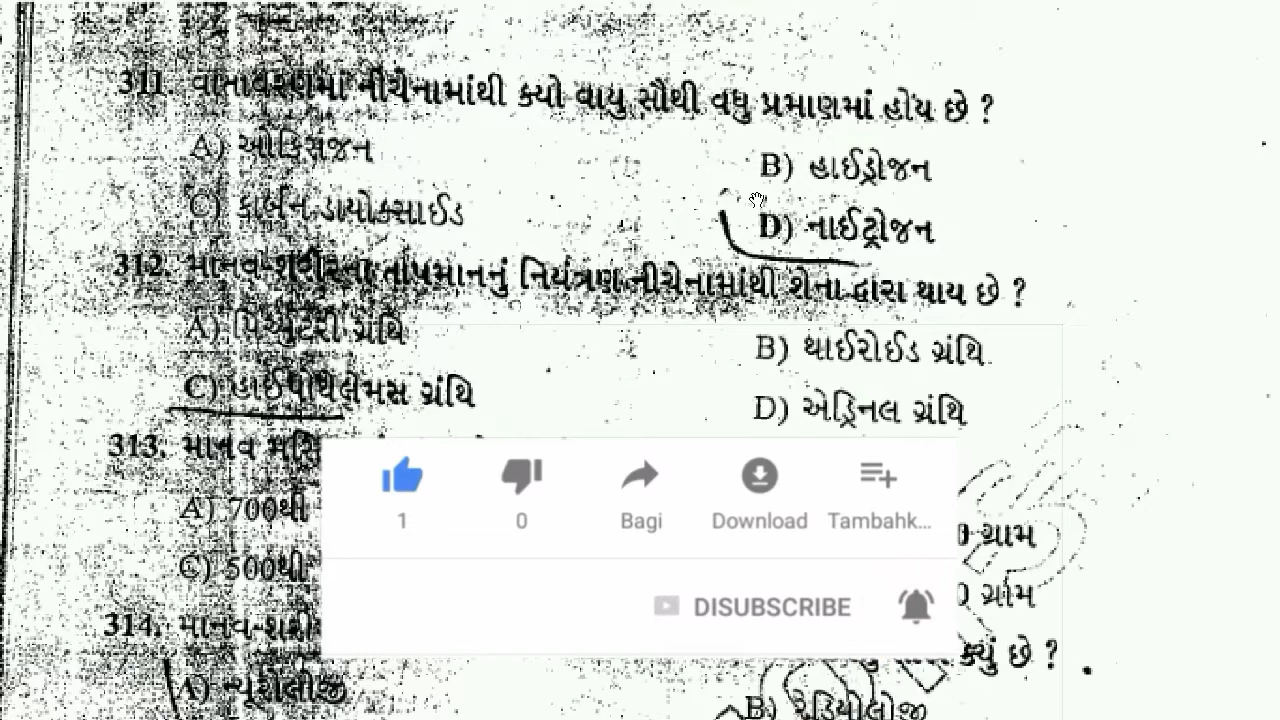 311. વાતાવરણમાં નીચેનામાંથી ક્યો વાયુ સૌથી વધુ પ્રમાણમાં હોય છે ?
A) ઓક્સિજન
B) હાઈડ્રોજન
C) કાર્બન ડાયોક્સાઈડ
D) નાઈટ્રોજન
312. માનવ-શરીરના તાપમાનનું નિયંત્રણ નીચેનામાંથી શેના દ્વારા થાય છે ?
A) પિચ્યુટરી ગ્રંથિ
B) થાઈરોઈડ ગ્રંથિ
C) હાઈપોથેલેમસ ગ્રંથિ
D) એડ્રિનલ ગ્રંથિ
313. માનવ
A) 700થી
0 ગ્રામ
C) 500થી
0 ગ્રામ
314. માનવ-શરી
ક્યું છે ?
A) ન્યૂરોલોજી
B) રેડિયોલોજી
1 0 Bagi Download Tambahk...
DISUBSCRIBE